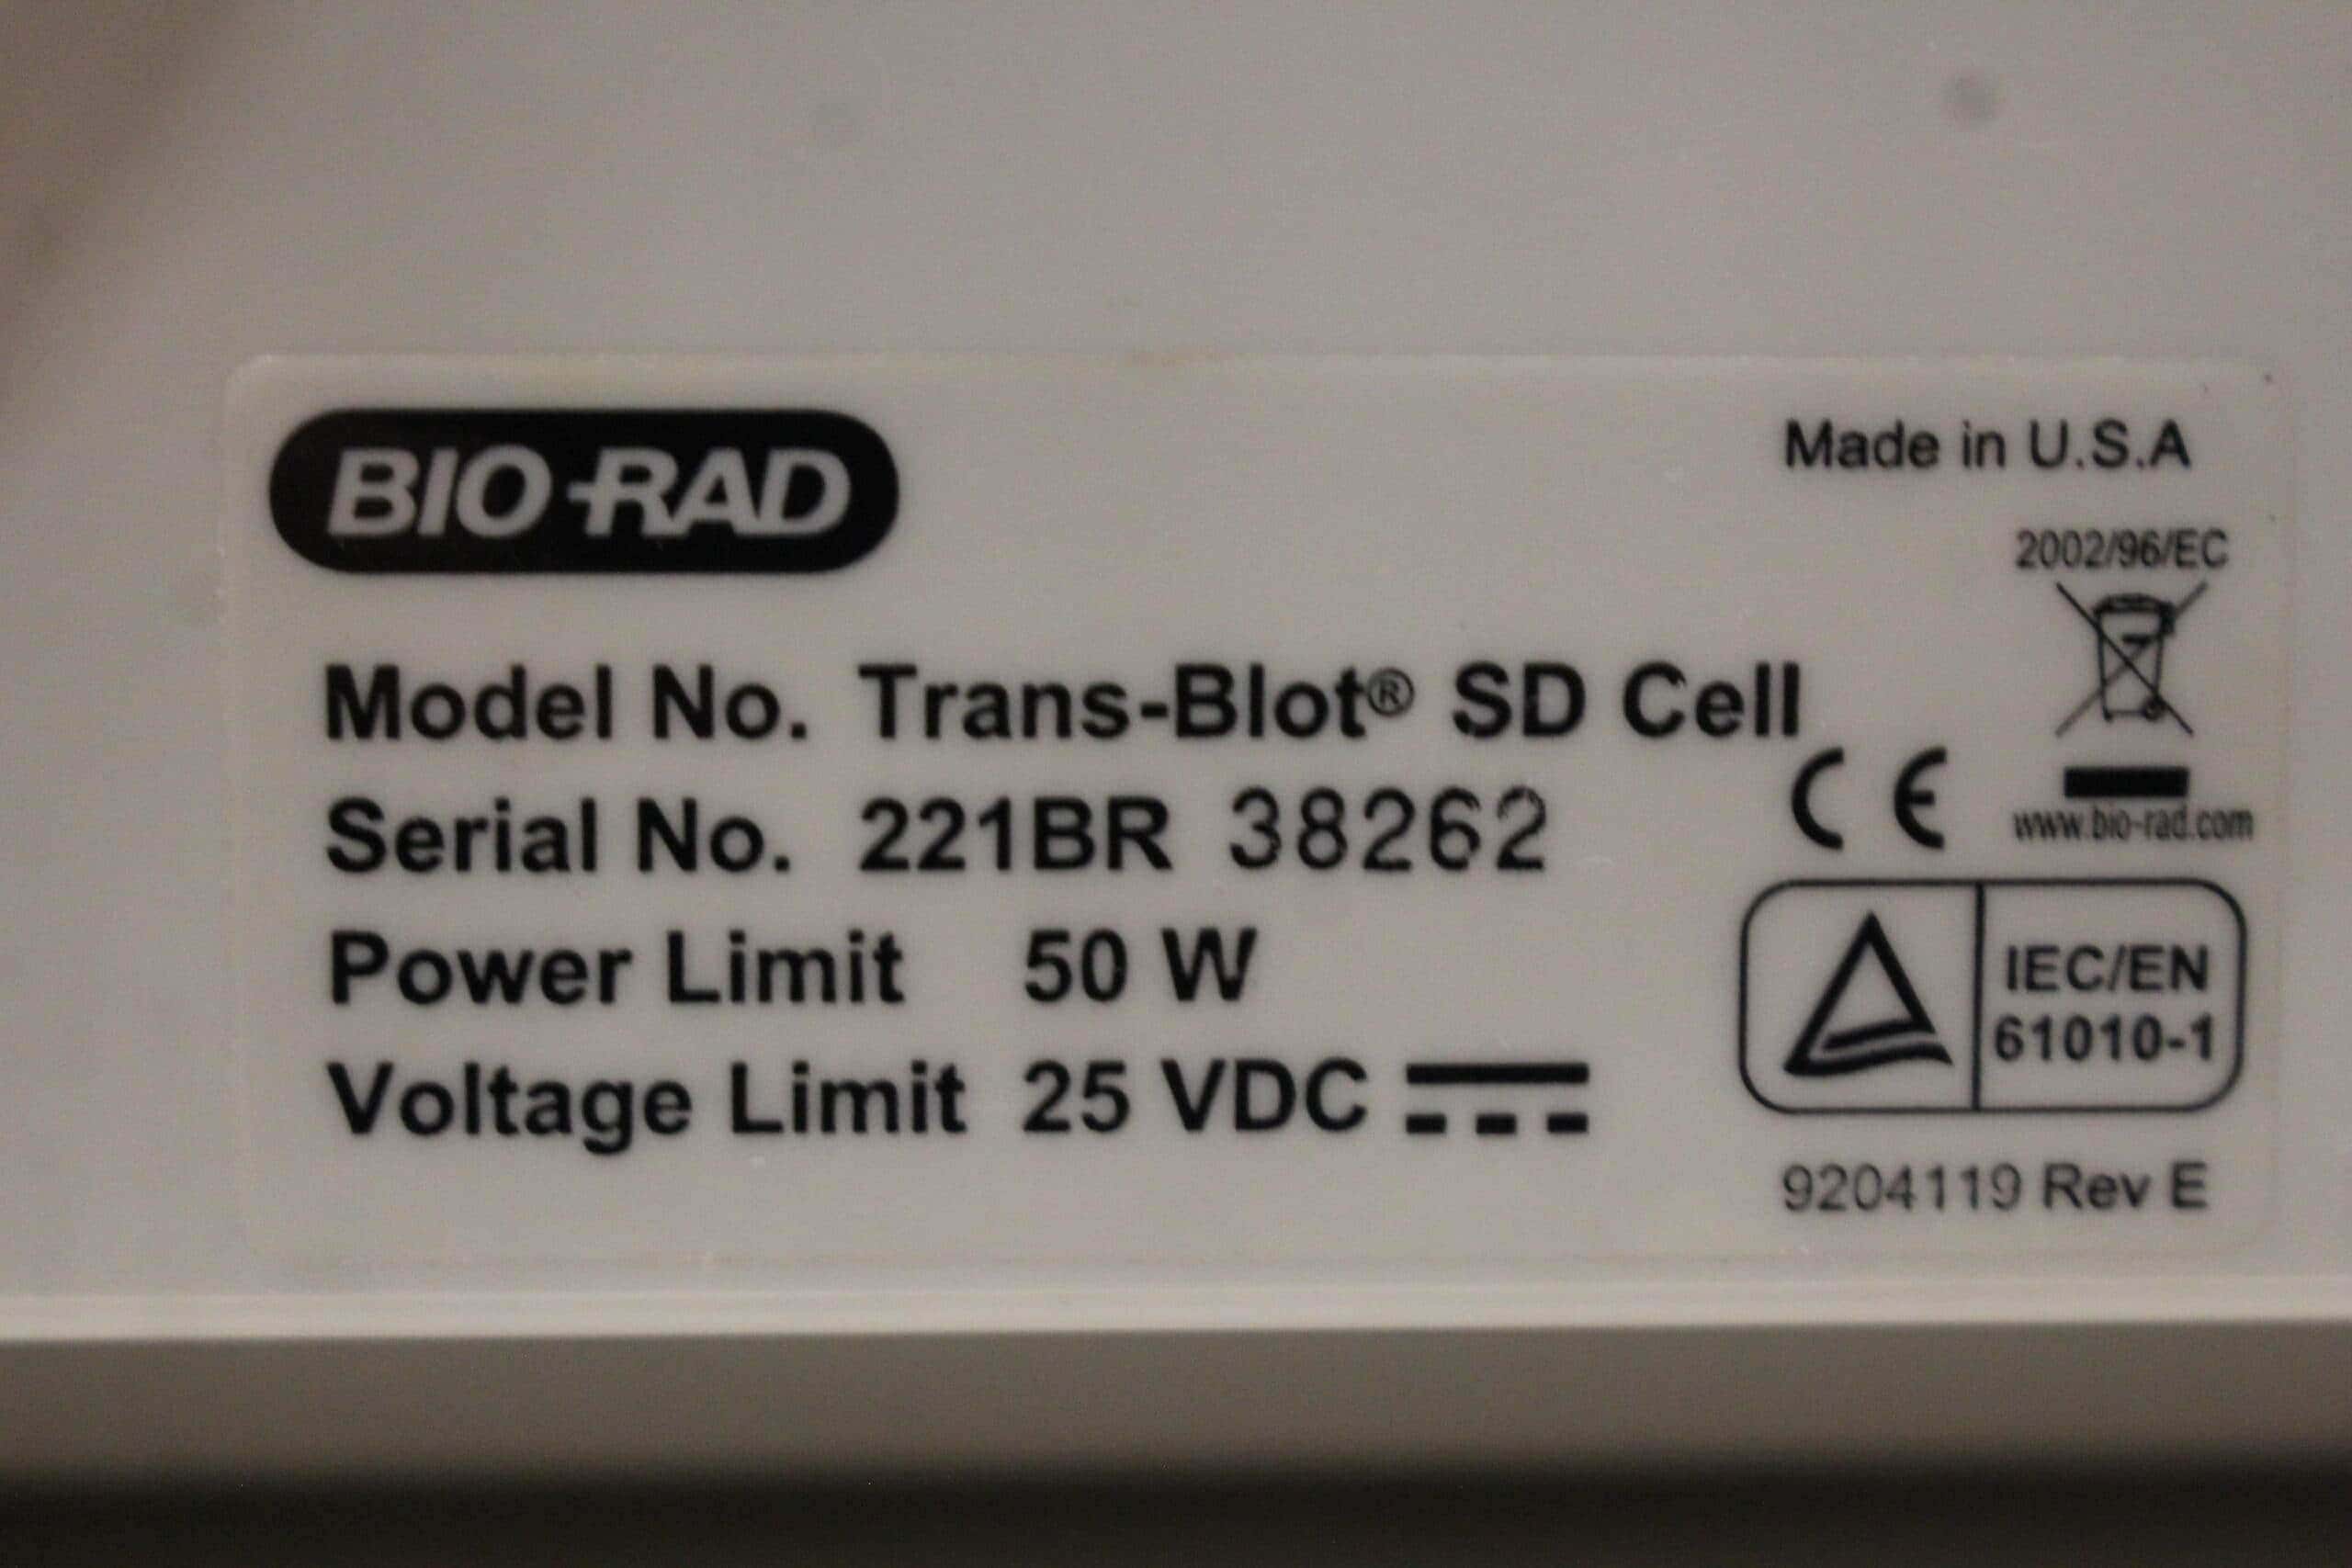 BIO-RAD
Made in U.S.A
2002/96/EC
Model No. Trans-Blot® SD Cell
Serial No. 221BR 38262
CE
www.bio-rad.com
Power Limit 50 W
IEC/EN
61010-1
Voltage Limit 25 VDC
9204119 Rev E